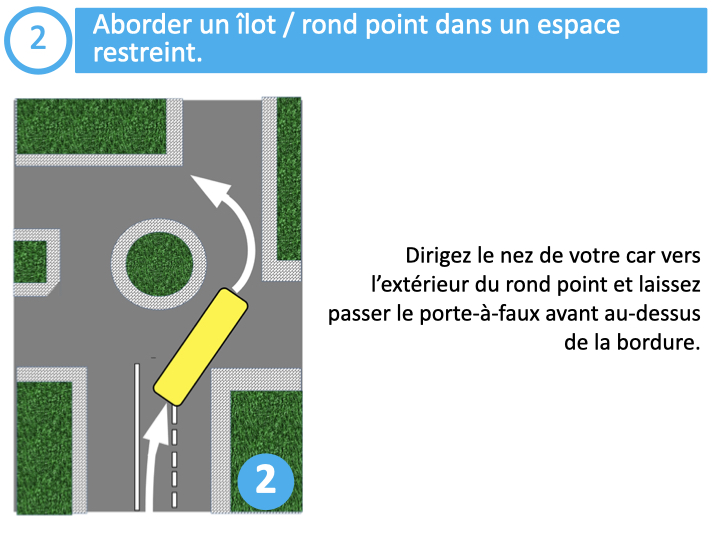 2
Aborder un îlot / rond point dans un espace
restreint.
Dirigez le nez de votre car vers
l’extérieur du rond point et laissez
passer le porte-à-faux avant au-dessus
de la bordure.
2